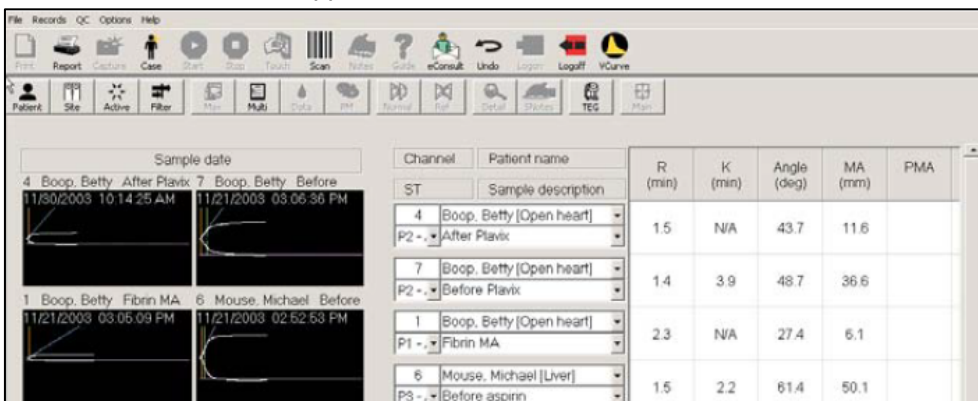 File Records QC Options Help
Print Report Capture Case Start Stop Touch Scan Notes Guide eConsult Undo Logon Logoff VCurve
Patient Site Active Filter Max Multi Data PM Normal Ref Detail SNotes TEG Main
Sample date
Channel Patient name
R (min) K (min) Angle (deg) MA (mm) PMA
ST Sample description
4 Boop, Betty After Plavix 7 Boop, Betty Before
11/30/2003 10:14:25 AM 11/21/2003 03:06:36 PM
4 Boop, Betty [Open heart]
P2 - , After Plavix
1.5 N/A 43.7 11.6
7 Boop, Betty [Open heart]
P2 - , Before Plavix
1.4 3.9 48.7 36.6
1 Boop, Betty Fibrin MA 6 Mouse, Michael Before
11/21/2003 03:05:09 PM 11/21/2003 02:52:53 PM
1 Boop, Betty [Open heart]
P1 - , Fibrin MA
2.3 N/A 27.4 6.1
6 Mouse, Michael [Liver]
P3 - , Before aspirin
1.5 2.2 61.4 50.1